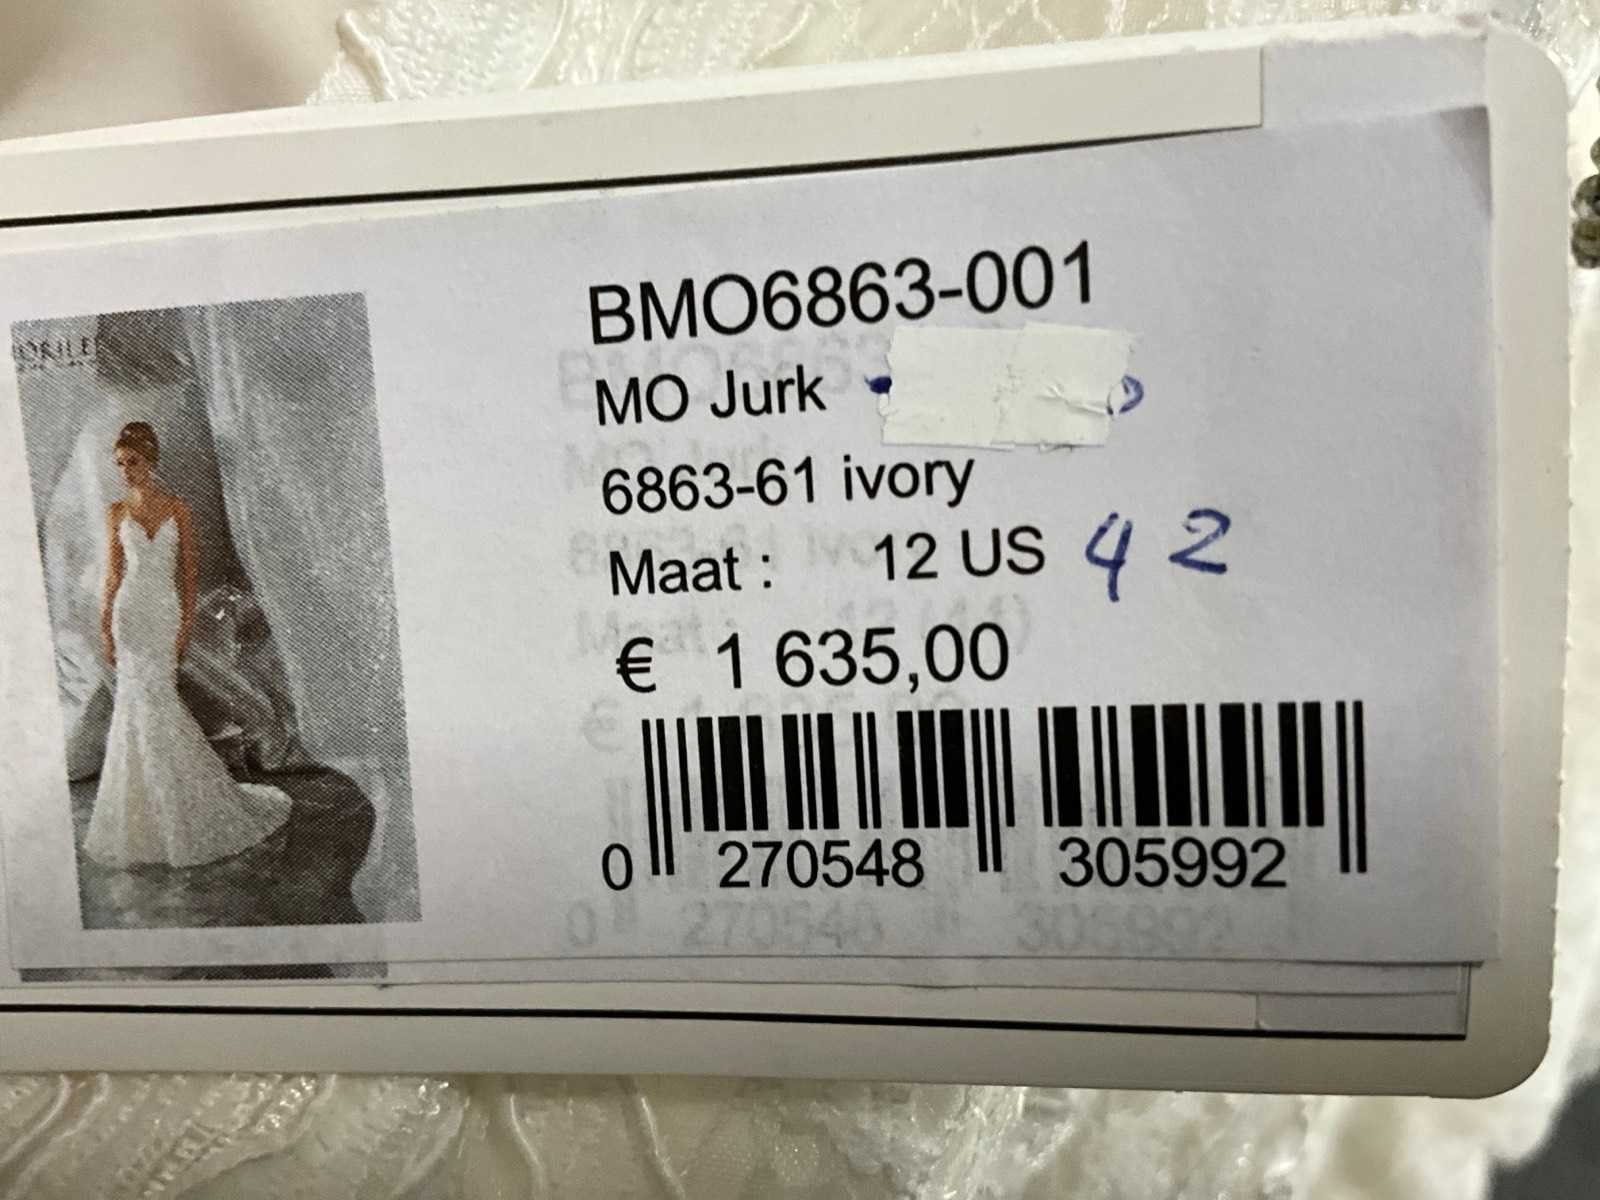 BMO6863-001
MO Jurk
6863-61 ivory
Maat : 12 US 42
€ 1 635,00
0 270548 305992